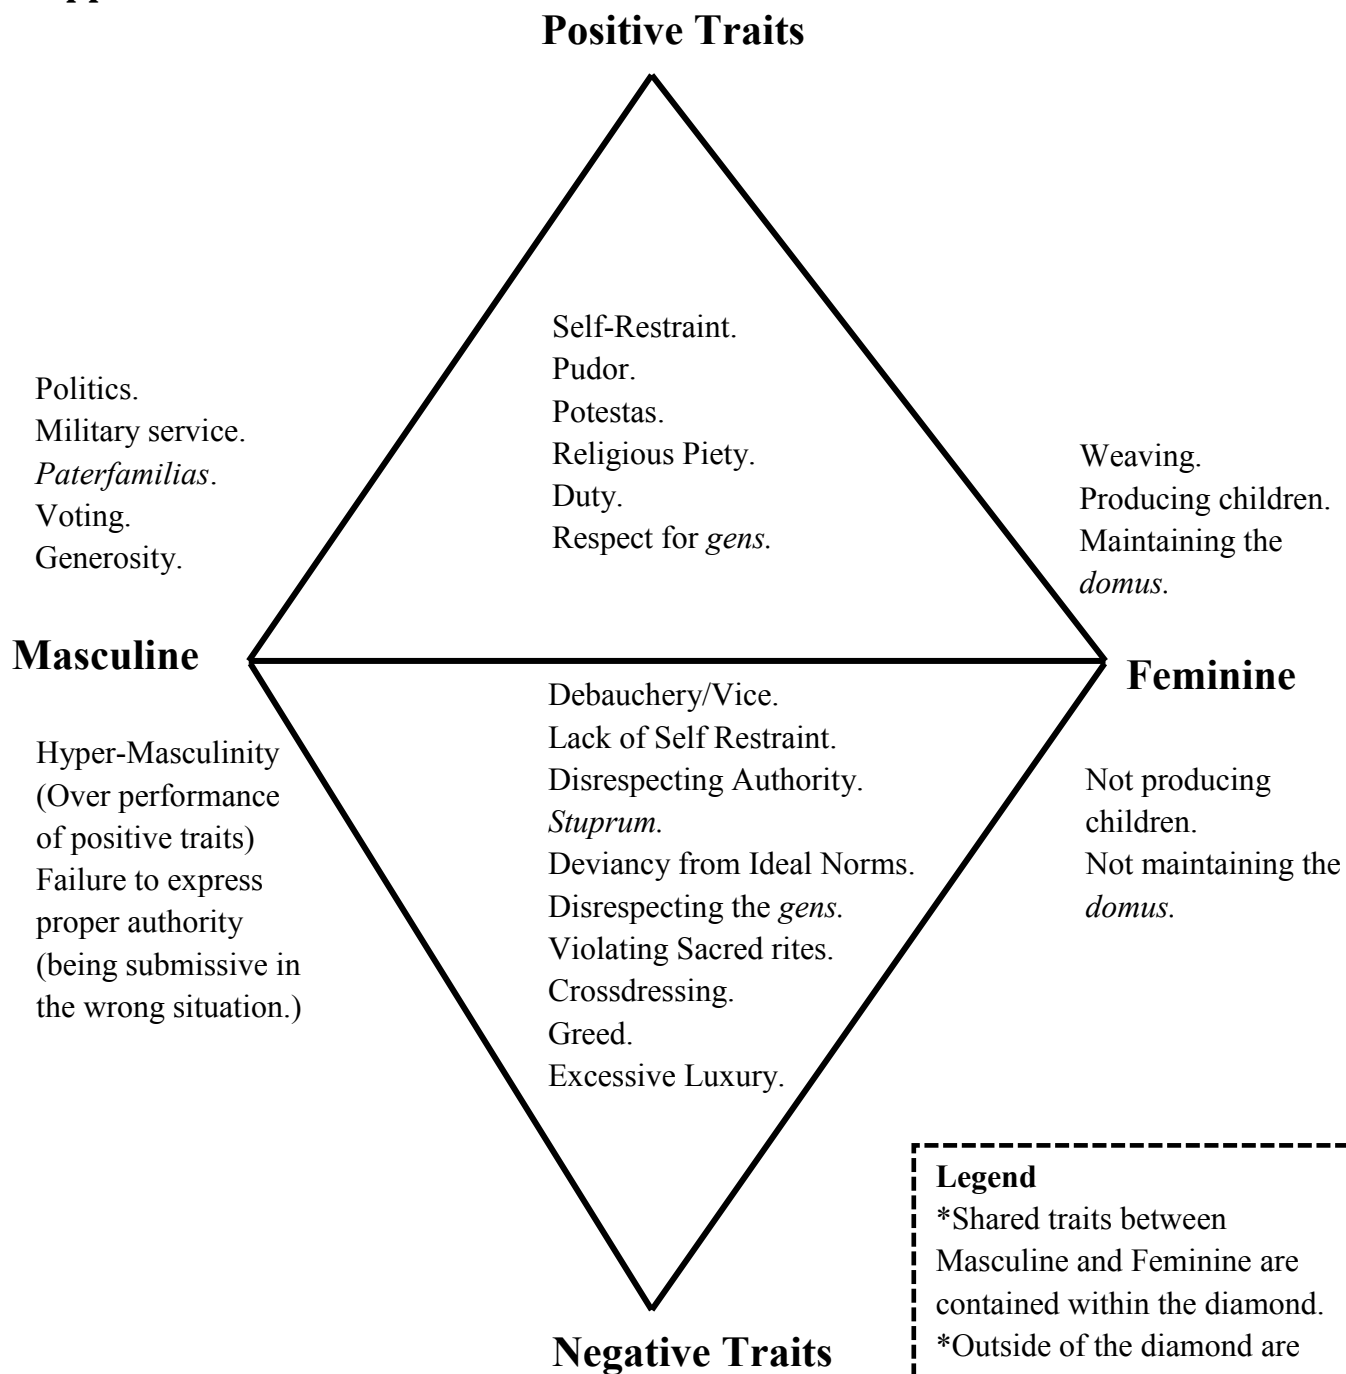 Positive Traits
Self-Restraint.
Pudor.
Potestas.
Religious Piety.
Duty.
Respect for gens.
Politics.
Military service.
Paterfamilias.
Voting.
Generosity.
Weaving.
Producing children.
Maintaining the
domus.
Masculine
Feminine
Debauchery/Vice.
Lack of Self Restraint.
Disrespecting Authority.
Stuprum.
Deviancy from Ideal Norms.
Disrespecting the gens.
Violating Sacred rites.
Crossdressing.
Greed.
Excessive Luxury.
Hyper-Masculinity
(Over performance
of positive traits)
Failure to express
proper authority
(being submissive in
the wrong situation.)
Not producing
children.
Not maintaining the
domus.
Negative Traits
Legend
*Shared traits between
Masculine and Feminine are
contained within the diamond.
*Outside of the diamond are